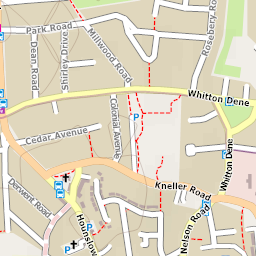 Park Road
Dean Road
Shirley Drive
Millwood Road
Rosebery Ro
Whitton Dene
Colonial Avenue
P
Cedar Avenue
Whitton Dene
Kneller Road
Derwent Road
Hounslow
Nelson Road
P
P